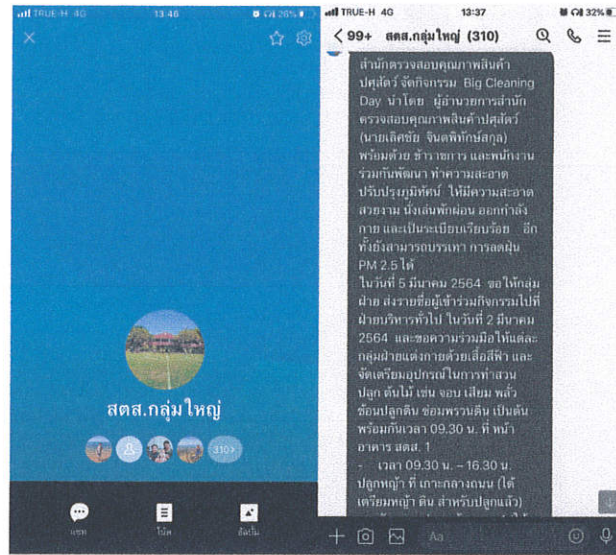 TRUE-H 4G 13:46 26%
สตส.กลุ่มใหญ่
310>
แชท โน้ต อัลบั้ม
TRUE-H 4G 13:37 32%
< 99+ สตส.กลุ่มใหญ่ (310)
สำนักตรวจสอบคุณภาพสินค้า
ปศุสัตว์ จัดกิจกรรม Big Cleaning
Day นำโดย ผู้อำนวยการสำนัก
ตรวจสอบคุณภาพสินค้าปศุสัตว์
(นายเลิศชัย จินตพิทักษ์สกุล)
พร้อมด้วย ข้าราชการ และพนักงาน
ร่วมกันพัฒนา ทำความสะอาด
ปรับปรุงภูมิทัศน์ ให้มีความสะอาด
สวยงาม นั่งเล่นพักผ่อน ออกกำลัง
กาย และเป็นระเบียบเรียบร้อย อีก
ทั้งยังสามารถบรรเทา การลดฝุ่น
PM 2.5 ได้
ในวันที่ 5 มีนาคม 2564 ขอให้กลุ่ม
ฝ่าย ส่งรายชื่อผู้เข้าร่วมกิจกรรมไปที่
ฝ่ายบริหารทั่วไป ในวันที่ 2 มีนาคม
2564 และขอความร่วมมือให้แต่ละ
กลุ่มฝ่ายแต่งกายด้วยเสื้อสีฟ้า และ
จัดเตรียมอุปกรณ์ในการทำสวน
ปลูก ต้นไม้ เช่น จอบ เสียม พลั่ว
ช้อนปลูกดิน ซ่อมพรวนดิน เป็นต้น
พร้อมกันเวลา 09.30 น. ที่ หน้า
อาคาร สตส. 1
- เวลา 09.30 น. – 16.30 น.
ปลูกหญ้า ที่ เกาะกลางถนน (ได้
เตรียมหญ้า ดิน สำหรับปลูกแล้ว)
Aa